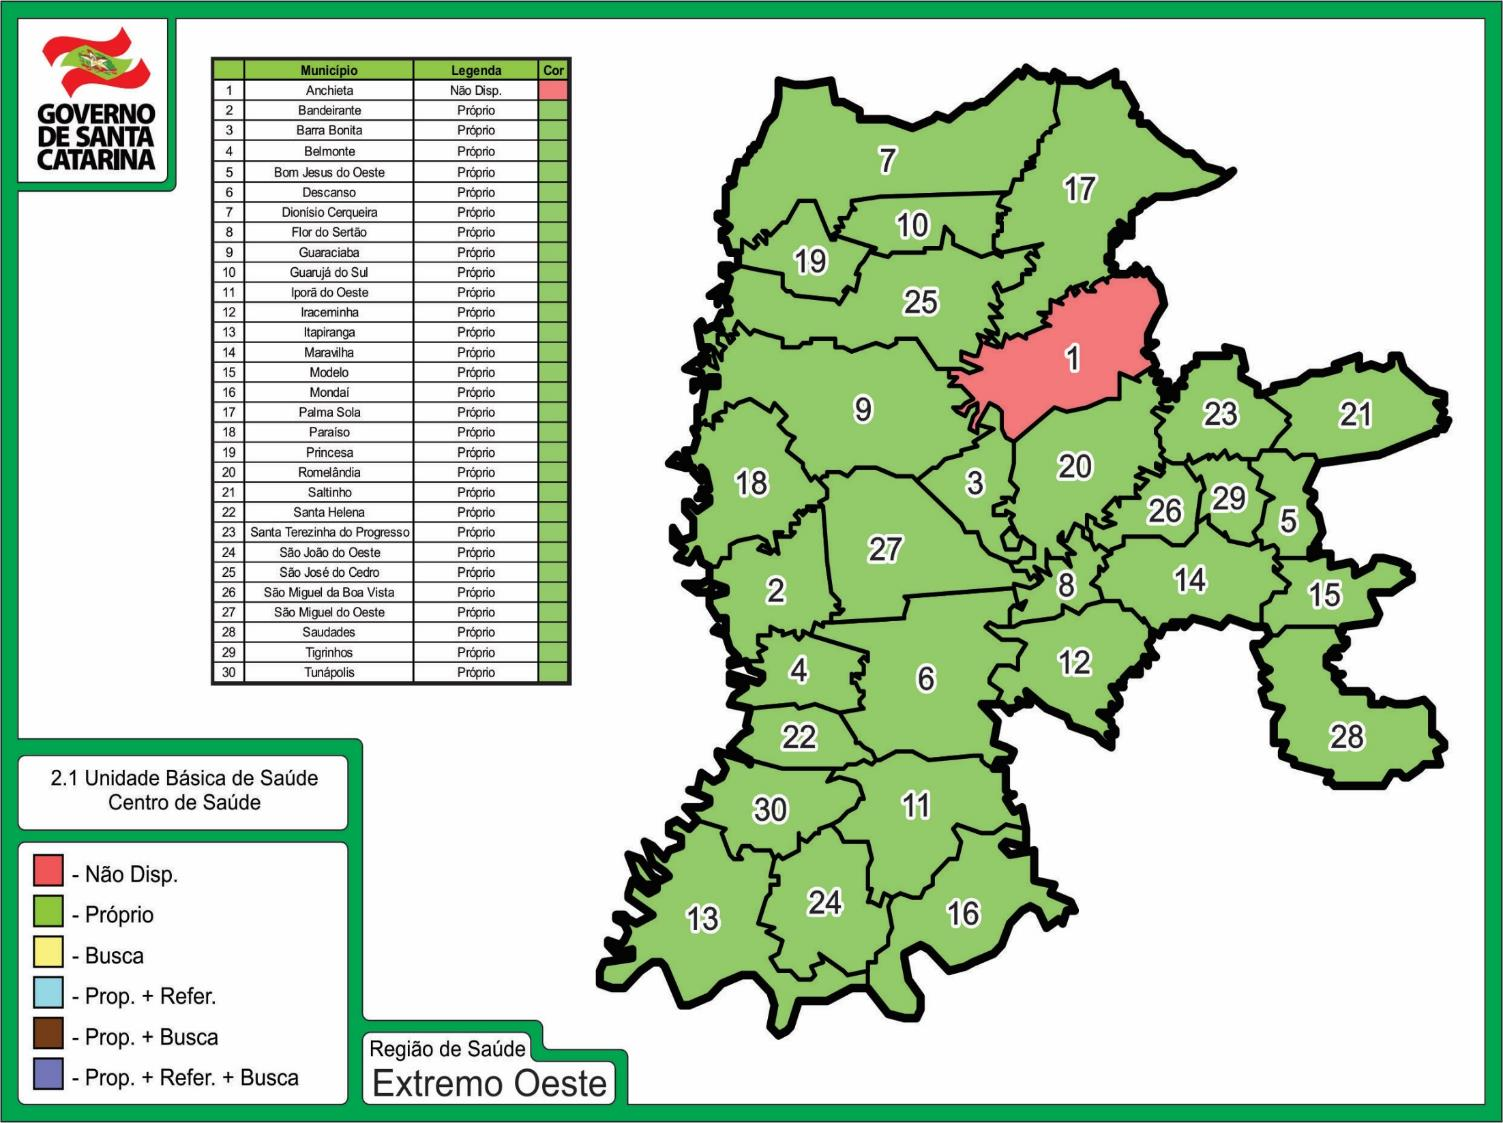 GOVERNO
DE SANTA
CATARINA
Município Legenda Cor
1 Anchieta Não Disp.
2 Bandeirante Próprio
3 Barra Bonita Próprio
4 Belmonte Próprio
5 Bom Jesus do Oeste Próprio
6 Descanso Próprio
7 Dionísio Cerqueira Próprio
8 Flor do Sertão Próprio
9 Guaraciaba Próprio
10 Guarujá do Sul Próprio
11 Iporã do Oeste Próprio
12 Iraceminha Próprio
13 Itapiranga Próprio
14 Maravilha Próprio
15 Modelo Próprio
16 Mondaí Próprio
17 Palma Sola Próprio
18 Paraíso Próprio
19 Princesa Próprio
20 Romelândia Próprio
21 Saltinho Próprio
22 Santa Helena Próprio
23 Santa Terezinha do Progresso Próprio
24 São João do Oeste Próprio
25 São José do Cedro Próprio
26 São Miguel da Boa Vista Próprio
27 São Miguel do Oeste Próprio
28 Saudades Próprio
29 Tigrinhos Próprio
30 Tunápolis Próprio
7
17
10
19
25
1
9
23
21
20
18
3
29
26
5
27
14
8
2
15
12
4
6
22
28
11
30
24
16
13
2.1 Unidade Básica de Saúde
Centro de Saúde
- Não Disp.
- Próprio
- Busca
- Prop. + Refer.
- Prop. + Busca
- Prop. + Refer. + Busca
Região de Saúde
Extremo Oeste